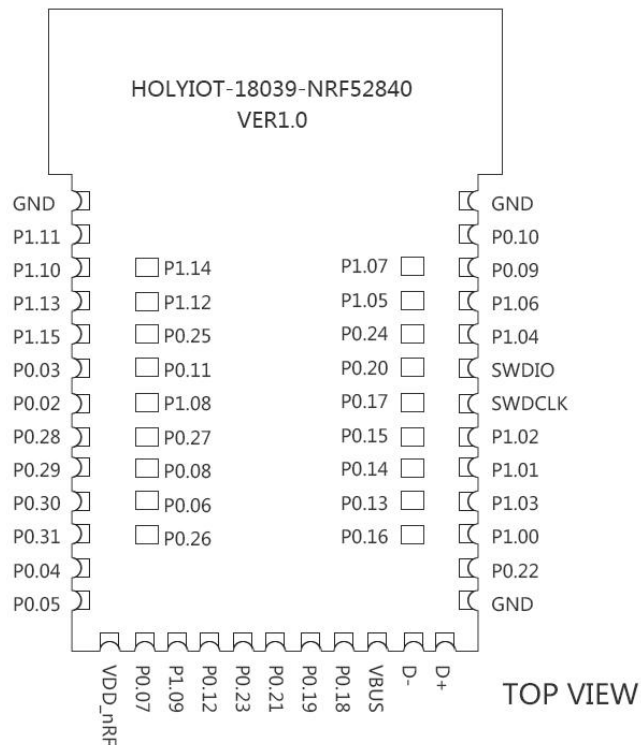 HOLYIOT-18039-NRF52840
VER1.0
GND GND
P1.11 P0.10
P1.10 P1.14 P1.07 P0.09
P1.13 P1.12 P1.05 P1.06
P1.15 P0.25 P0.24 P1.04
P0.03 P0.11 P0.20 SWDIO
P0.02 P1.08 P0.17 SWDCLK
P0.28 P0.27 P0.15 P1.02
P0.29 P0.08 P0.14 P1.01
P0.30 P0.06 P0.13 P1.03
P0.31 P0.26 P0.16 P1.00
P0.04 P0.22
P0.05 GND
VDD_nRF P0.07 P1.09 P0.12 P0.23 P0.21 P0.19 P0.18 VBUS D- D+
TOP VIEW